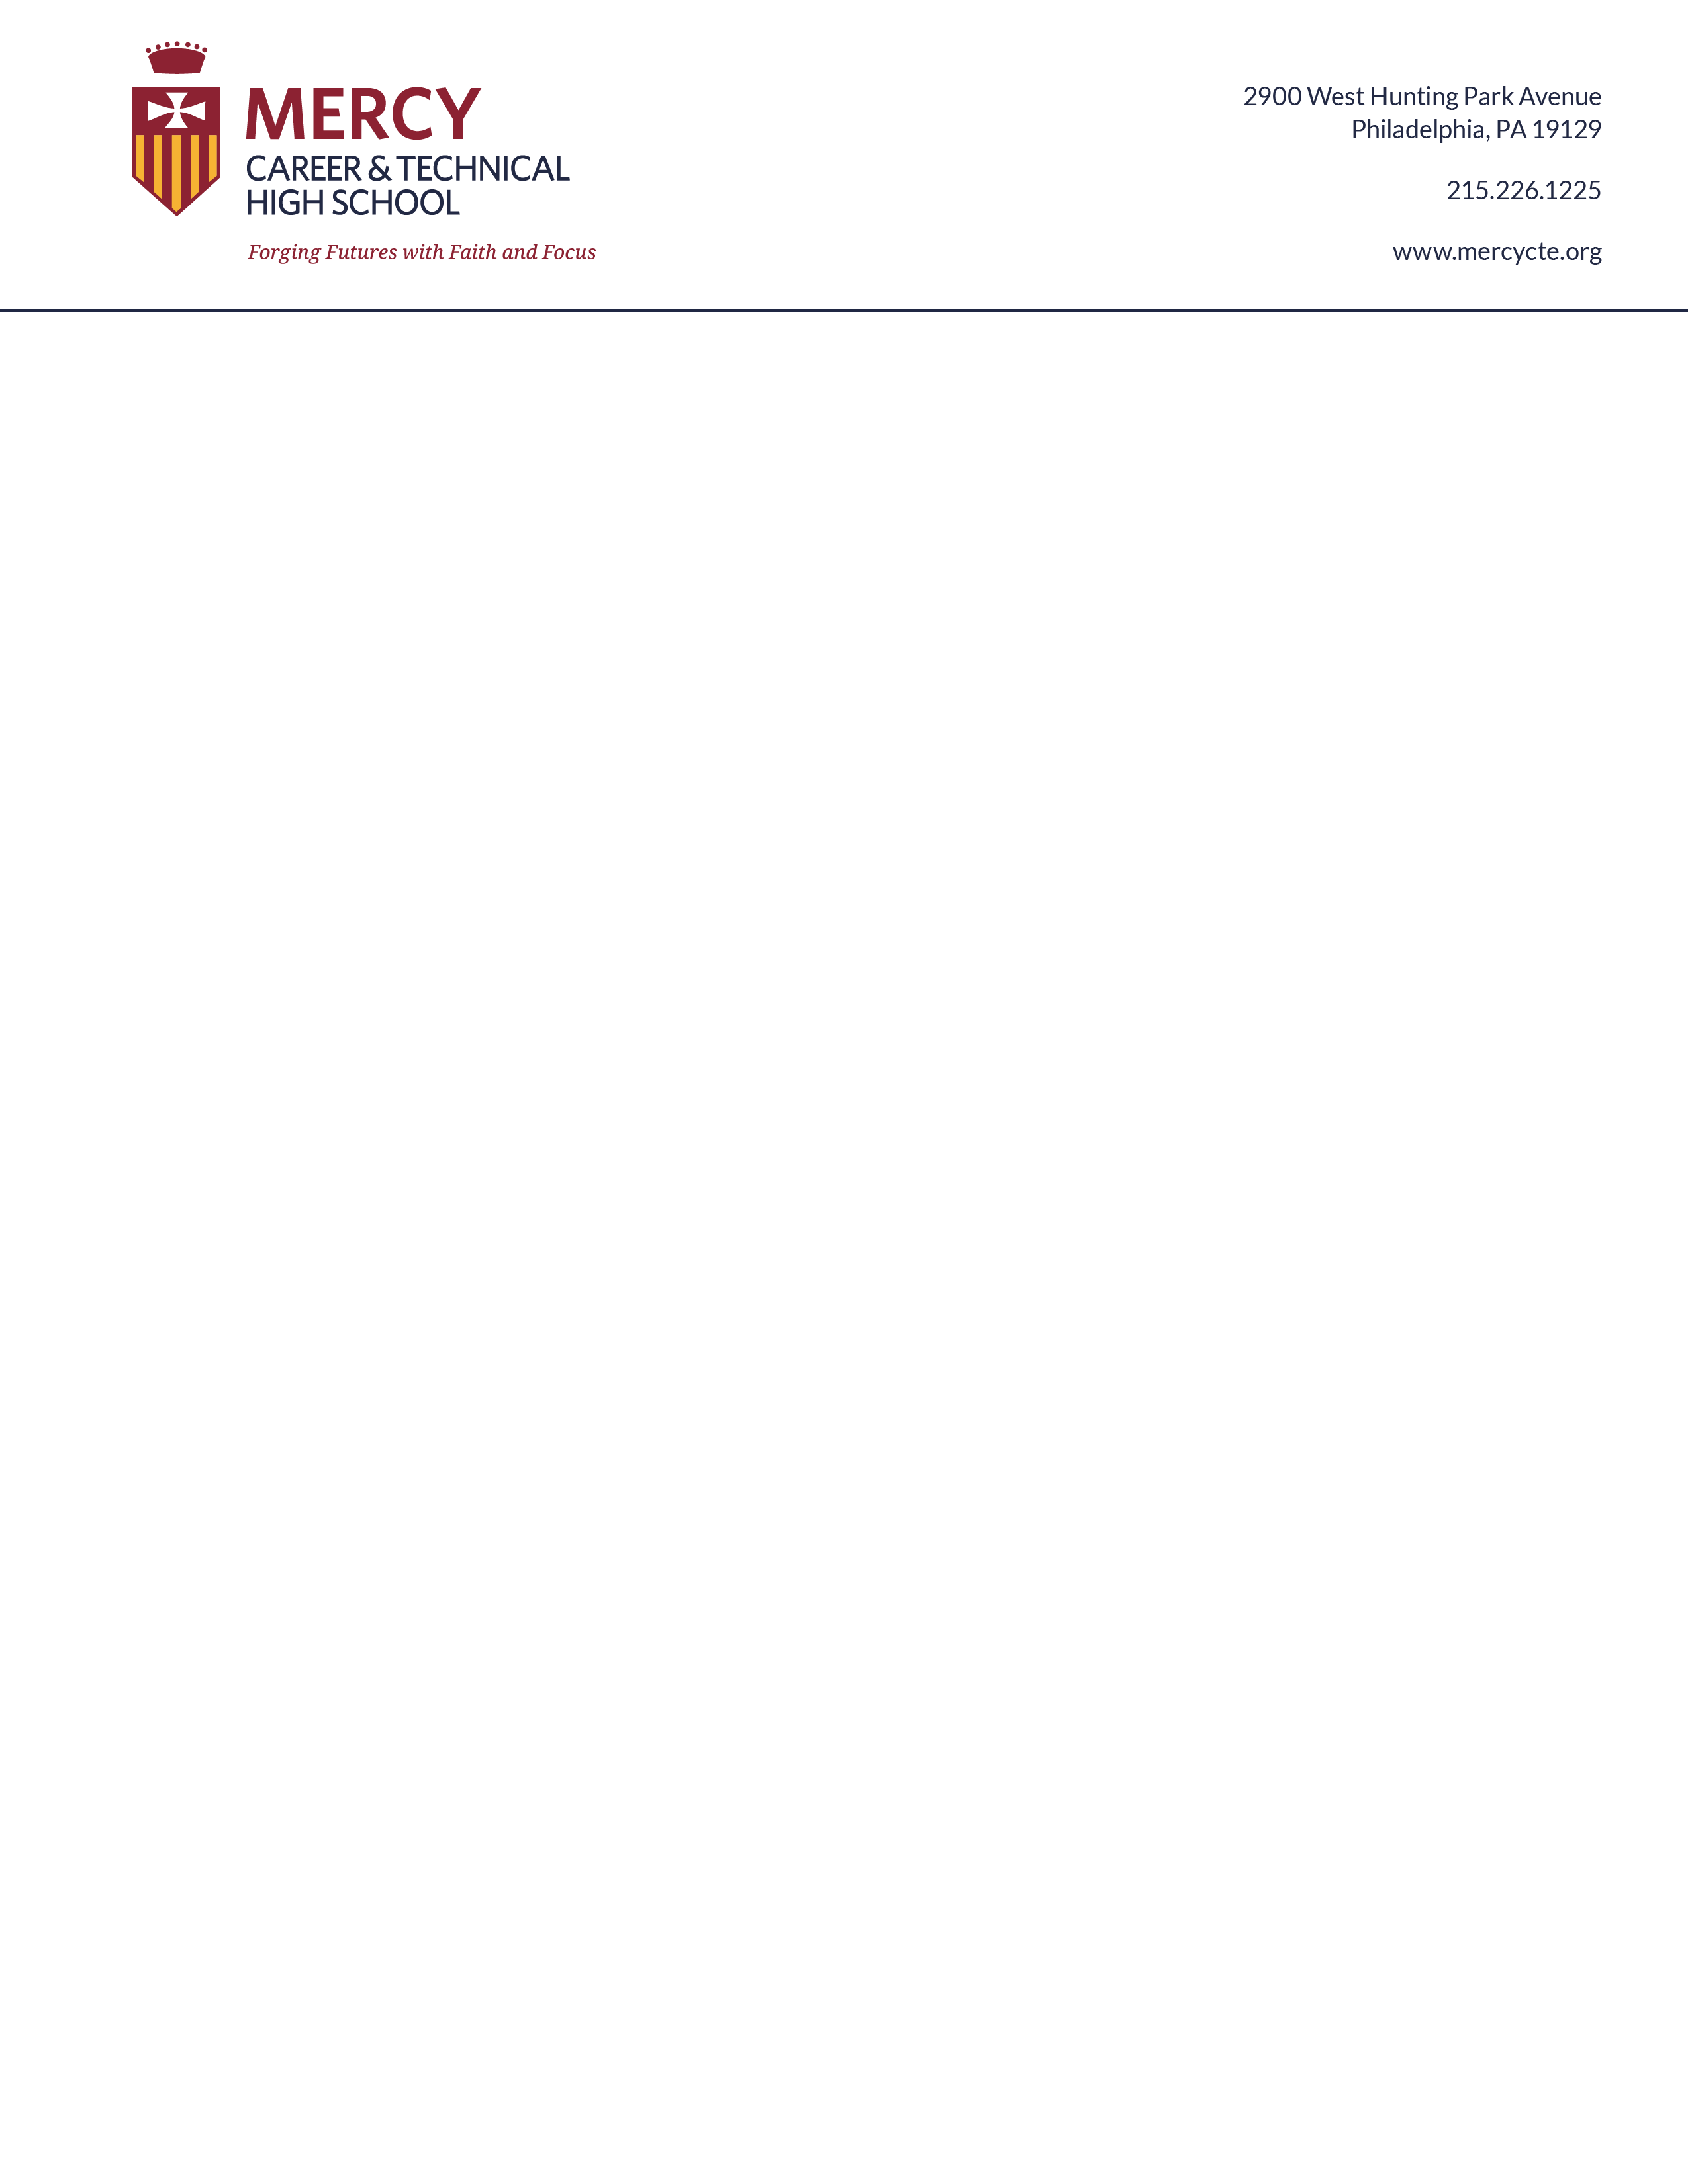 MERCY
CAREER & TECHNICAL
HIGH SCHOOL
Forging Futures with Faith and Focus
2900 West Hunting Park Avenue
Philadelphia, PA 19129
215.226.1225
www.mercycte.org